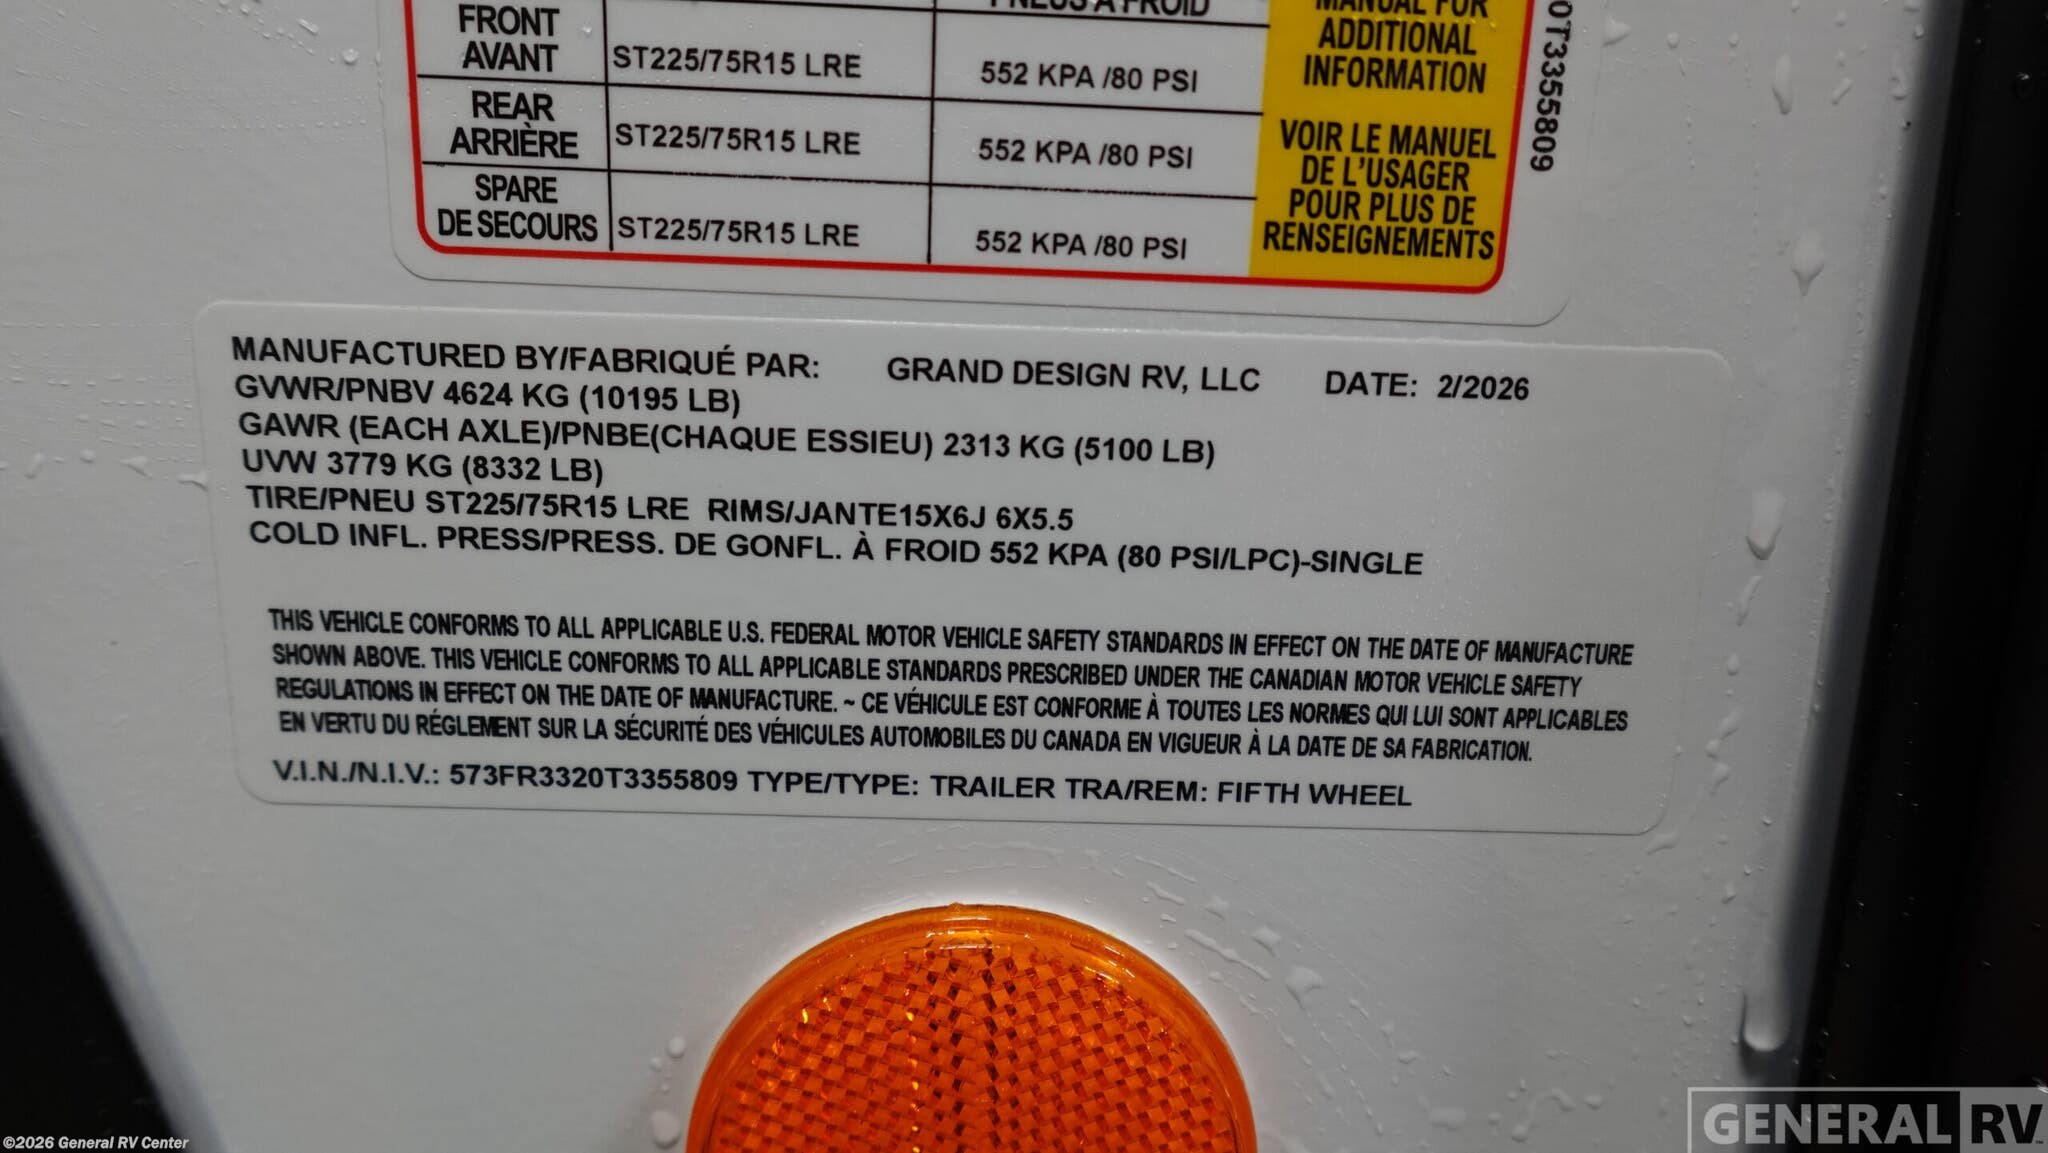 PNEUS À FROID
MANUAL FOR
ADDITIONAL
INFORMATION
FRONT
AVANT
ST225/75R15 LRE
552 KPA /80 PSI
REAR
ARRIÈRE
ST225/75R15 LRE
552 KPA /80 PSI
SPARE
DE SECOURS
ST225/75R15 LRE
552 KPA /80 PSI
VOIR LE MANUEL
DE L'USAGER
POUR PLUS DE
RENSEIGNEMENTS
0T3355809
MANUFACTURED BY/FABRIQUÉ PAR: GRAND DESIGN RV, LLC DATE: 2/2026
GVWR/PNBV 4624 KG (10195 LB)
GAWR (EACH AXLE)/PNBE(CHAQUE ESSIEU) 2313 KG (5100 LB)
UVW 3779 KG (8332 LB)
TIRE/PNEU ST225/75R15 LRE RIMS/JANTE15X6J 6X5.5
COLD INFL. PRESS/PRESS. DE GONFL. À FROID 552 KPA (80 PSI/LPC)-SINGLE
THIS VEHICLE CONFORMS TO ALL APPLICABLE U.S. FEDERAL MOTOR VEHICLE SAFETY STANDARDS IN EFFECT ON THE DATE OF MANUFACTURE
SHOWN ABOVE. THIS VEHICLE CONFORMS TO ALL APPLICABLE STANDARDS PRESCRIBED UNDER THE CANADIAN MOTOR VEHICLE SAFETY
REGULATIONS IN EFFECT ON THE DATE OF MANUFACTURE. ~ CE VÉHICULE EST CONFORME À TOUTES LES NORMES QUI LUI SONT APPLICABLES
EN VERTU DU RÉGLEMENT SUR LA SÉCURITÉ DES VÉHICULES AUTOMOBILES DU CANADA EN VIGUEUR À LA DATE DE SA FABRICATION.
V.I.N./N.I.V.: 573FR3320T3355809 TYPE/TYPE: TRAILER TRA/REM: FIFTH WHEEL
©2026 General RV Center
GENERAL RV